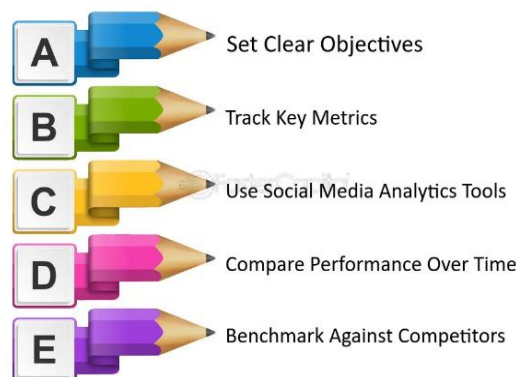 A
Set Clear Objectives
B
Track Key Metrics
C
Use Social Media Analytics Tools
D
Compare Performance Over Time
E
Benchmark Against Competitors